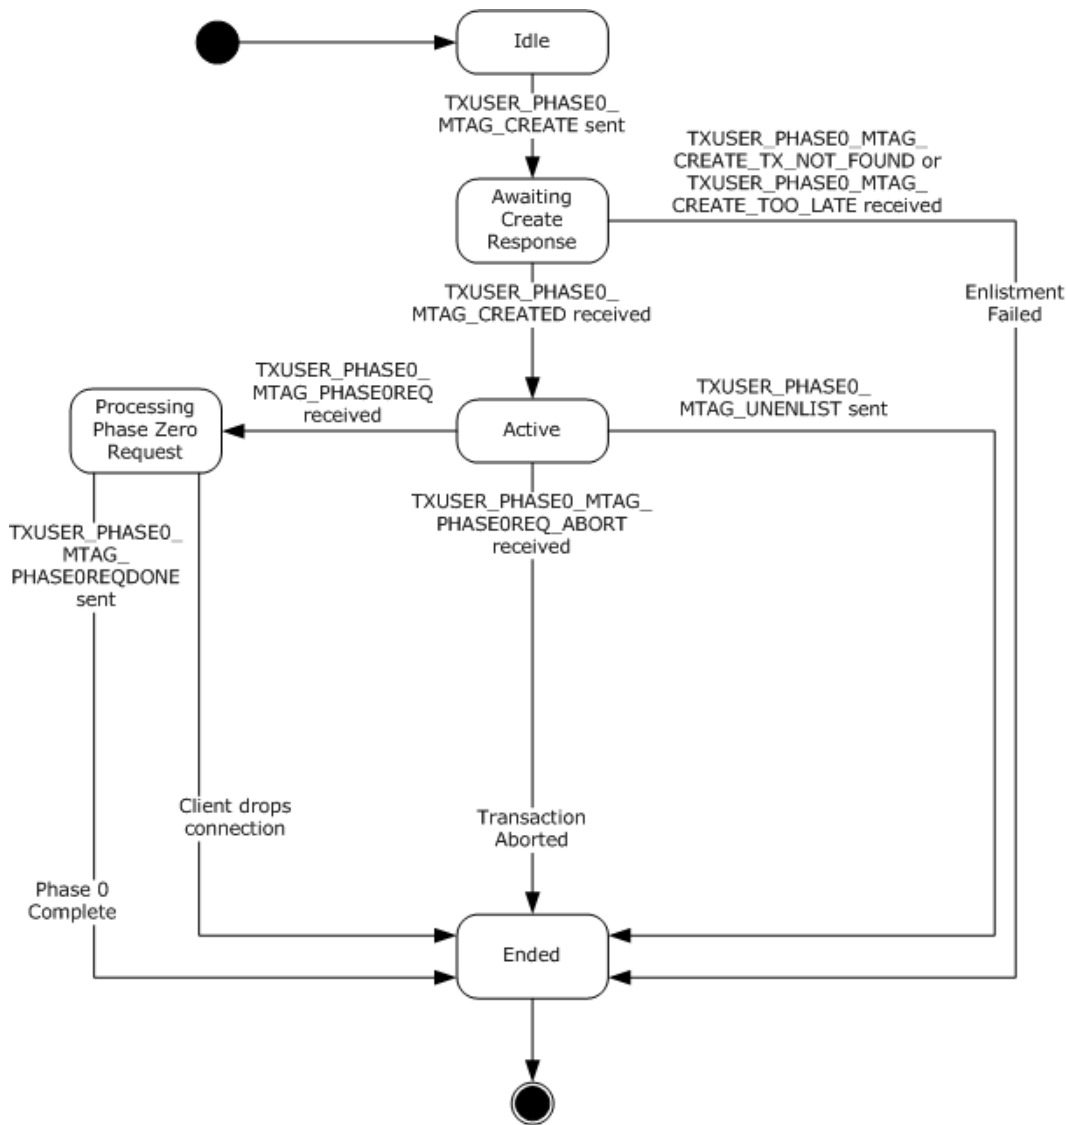 Idle
TXUSER_PHASE0_
MTAG_CREATE sent
TXUSER_PHASE0_MTAG_
CREATE_TX_NOT_FOUND or
TXUSER_PHASE0_MTAG_
CREATE_TOO_LATE received
Awaiting
Create
Response
TXUSER_PHASE0_
MTAG_CREATED received
Enlistment
Failed
TXUSER_PHASE0_
MTAG_PHASE0REQ
received
TXUSER_PHASE0_
MTAG_UNENLIST sent
Processing
Phase Zero
Request
Active
TXUSER_PHASE0_MTAG_
PHASE0REQ_ABORT
received
TXUSER_PHASE0_
MTAG_
PHASE0REQDONE
sent
Client drops
connection
Transaction
Aborted
Phase 0
Complete
Ended